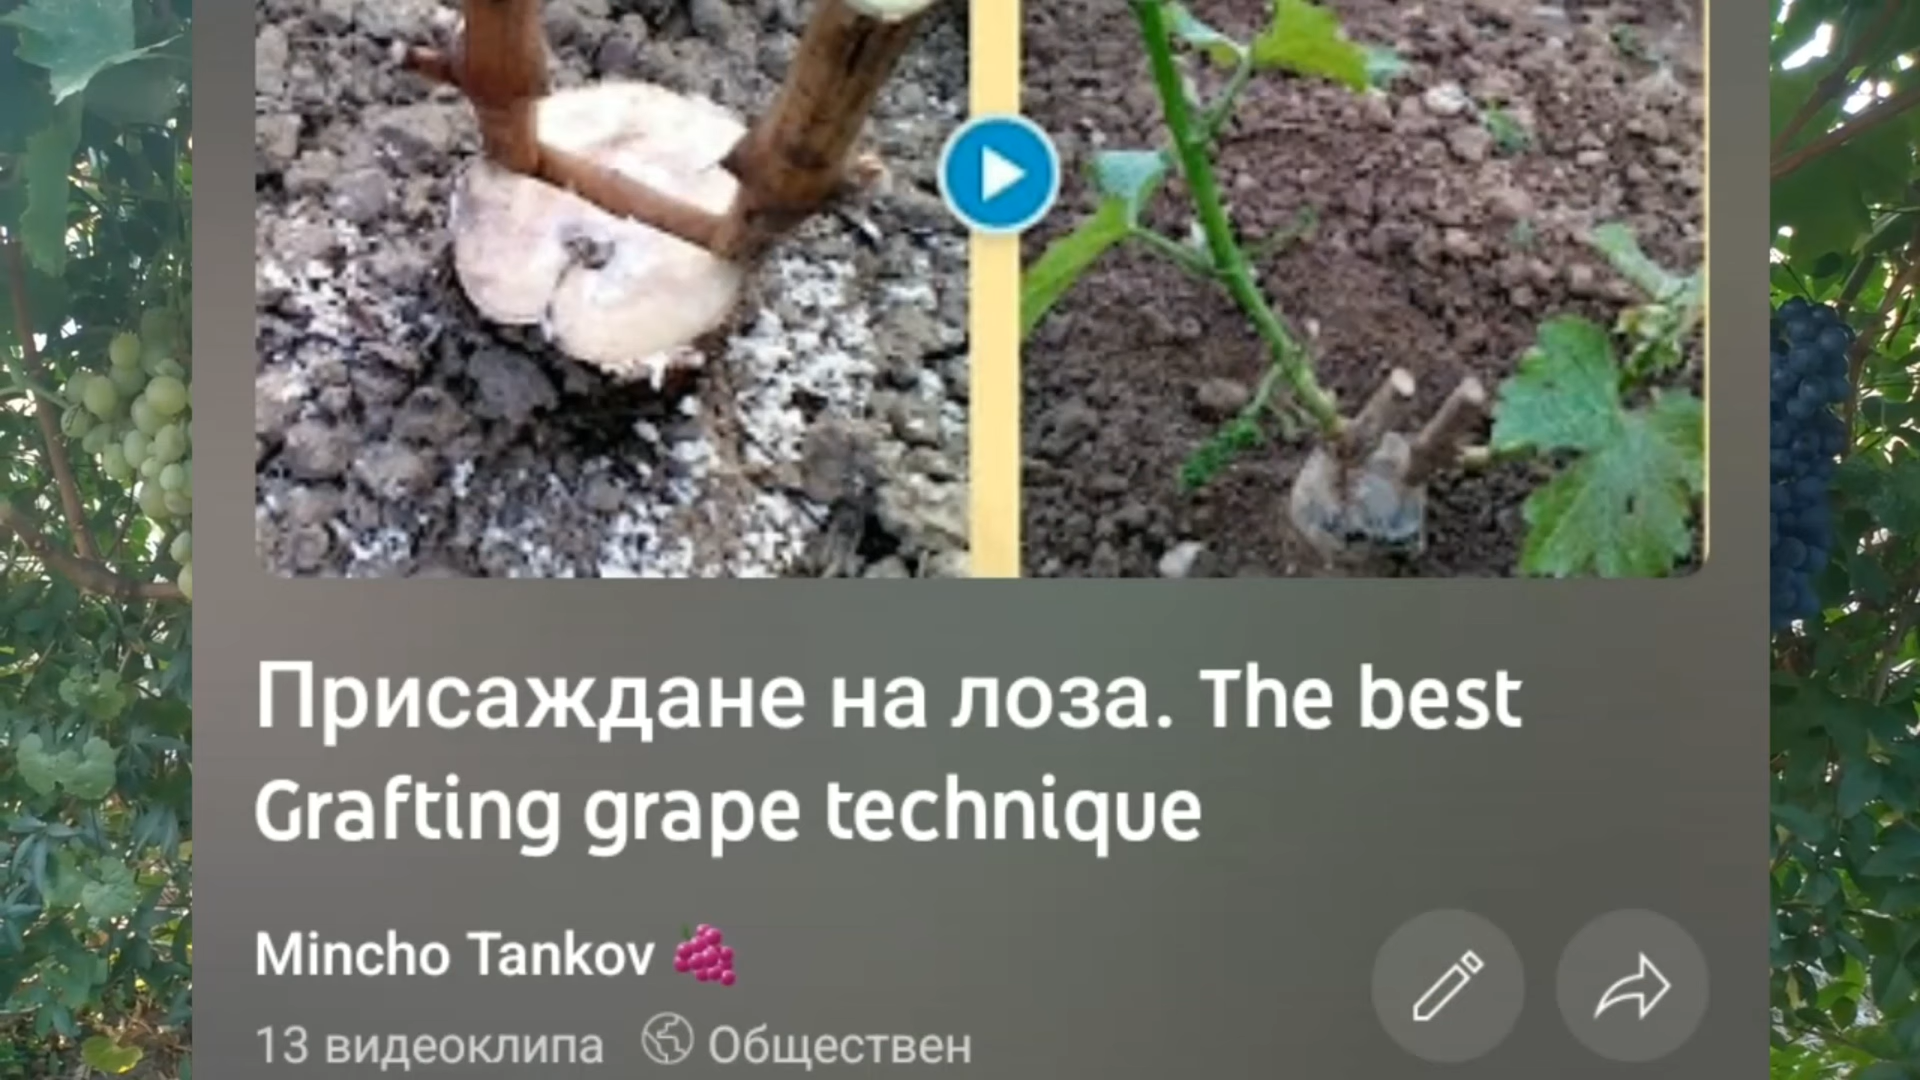 Присаждане на лоза. The best
Grafting grape technique
Mincho Tankov 🍇
13 видеоклипа Обществен